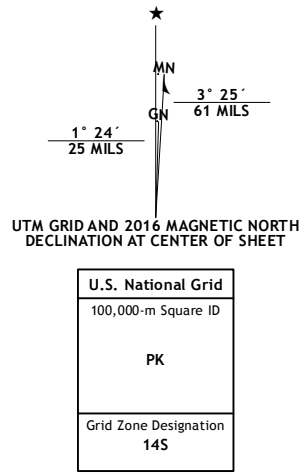 MN
3° 25´
61 MILS
GN
1° 24´
25 MILS
UTM GRID AND 2016 MAGNETIC NORTH
DECLINATION AT CENTER OF SHEET
U.S. National Grid
100,000-m Square ID
PK
Grid Zone Designation
14S